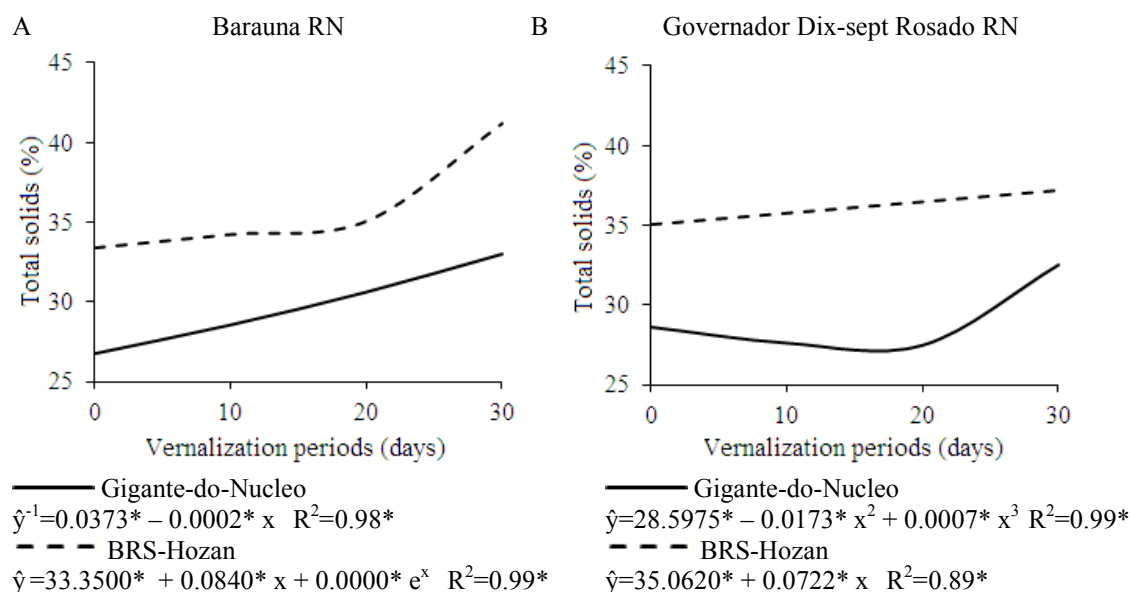 A Barauna RN
B Governador Dix-sept Rosado RN
Total solids (%)
45
40
35
30
25
0 10 20 30
Vernalization periods (days)
Gigante-do-Nucleo
ŷ⁻¹=0.0373* – 0.0002* x R²=0.98*
BRS-Hozan
ŷ=33.3500* + 0.0840* x + 0.0000* eˣ R²=0.99*
Total solids (%)
45
40
35
30
25
0 10 20 30
Vernalization periods (days)
Gigante-do-Nucleo
ŷ=28.5975* – 0.0173* x² + 0.0007* x³ R²=0.99*
BRS-Hozan
ŷ=35.0620* + 0.0722* x R²=0.89*